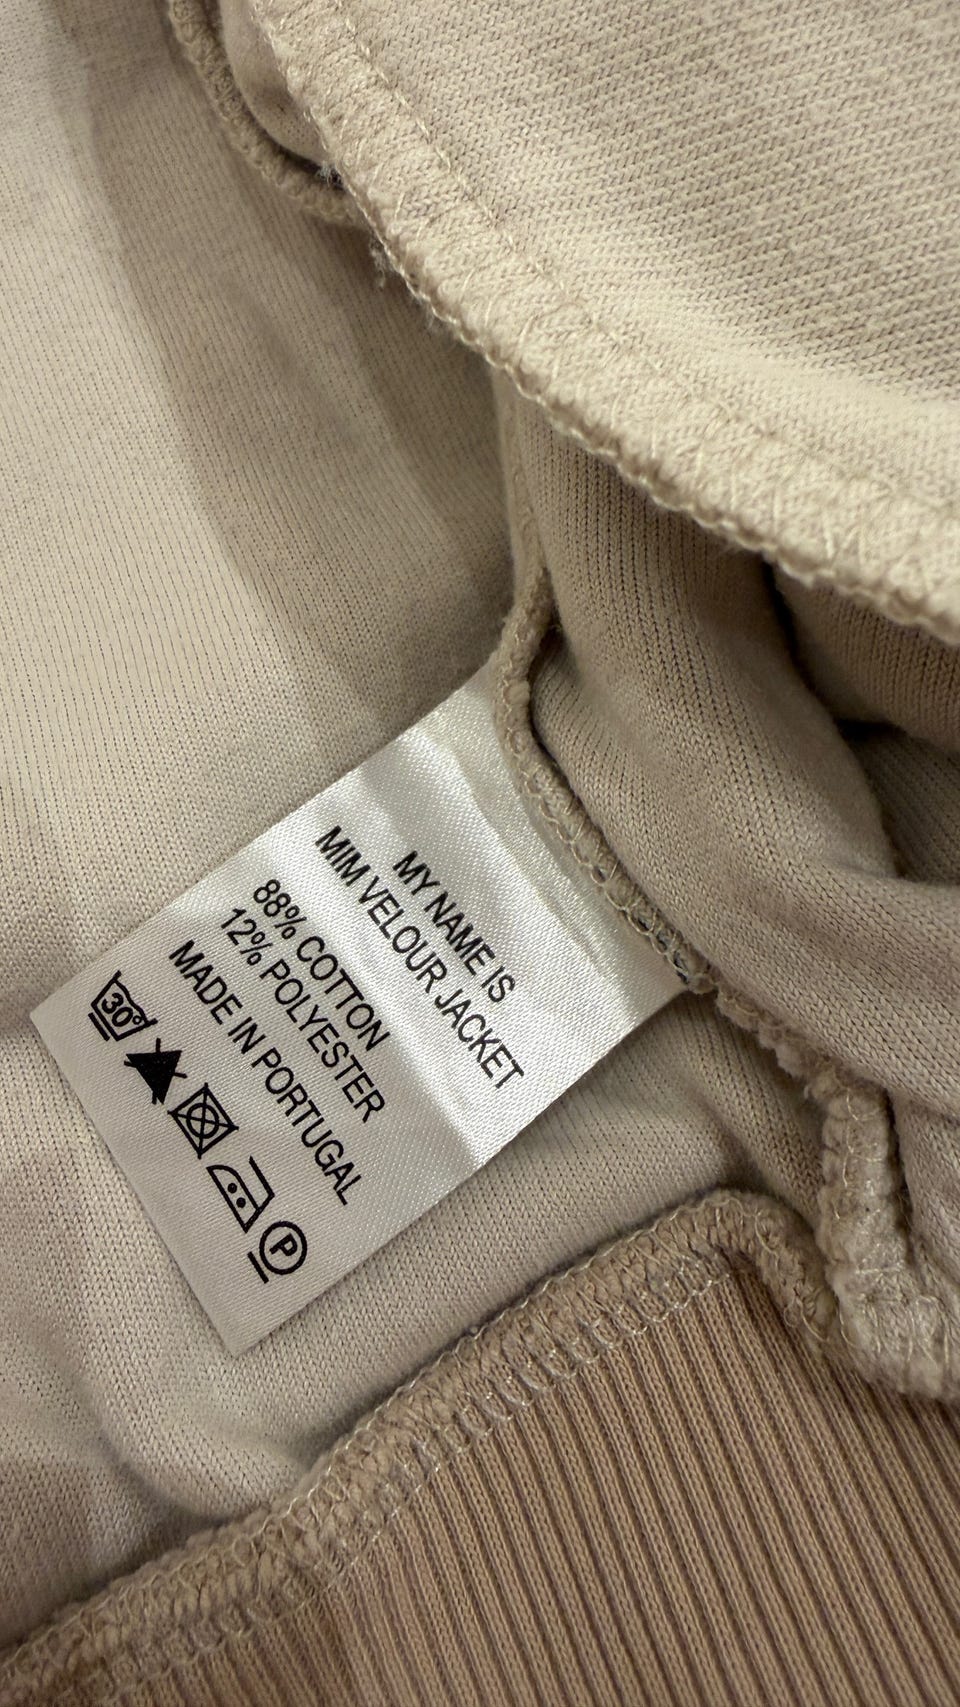 MY NAME IS
MIM VELOUR JACKET
88% COTTON
12% POLYESTER
MADE IN PORTUGAL
30° P